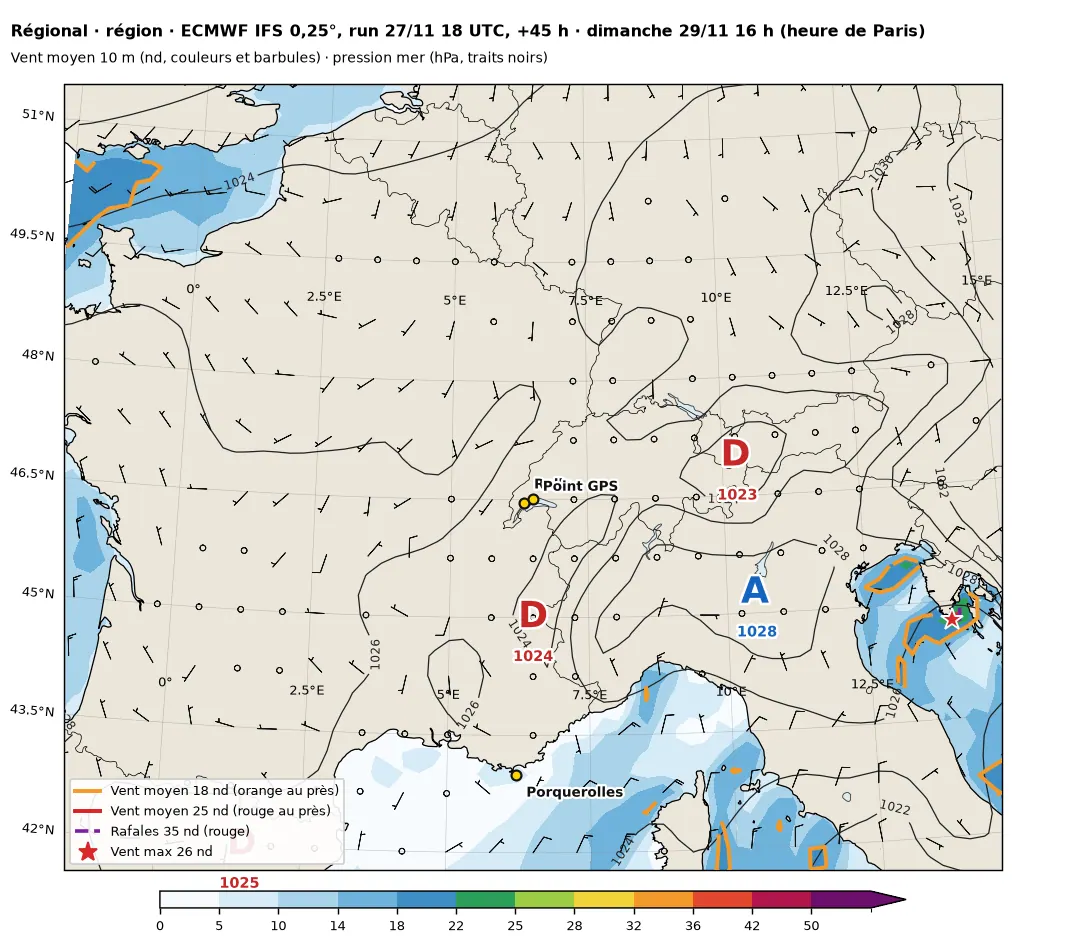 Régional · région · ECMWF IFS 0,25°, run 27/11 18 UTC, +45 h · dimanche 29/11 16 h (heure de Paris)
Vent moyen 10 m (nd, couleurs et barbules) · pression mer (hPa, traits noirs)
51°N
1030
1024
1032
49.5°N
0°
2.5°E
5°E
7.5°E
10°E
12.5°E
15°E
1028
48°N
D
46.5°N
Point GPS
1032
1023
1028
1028
45°N
A
D
1028
1024
1026
1024
0°
2.5°E
5°E
7.5°E
10°E
12.5°E
1026
1026
43.5°N
Porquerolles
1022
42°N
1024
Vent moyen 18 nd (orange au près)
Vent moyen 25 nd (rouge au près)
Rafales 35 nd (rouge)
Vent max 26 nd
D
1025
0 5 10 14 18 22 25 28 32 36 42 50